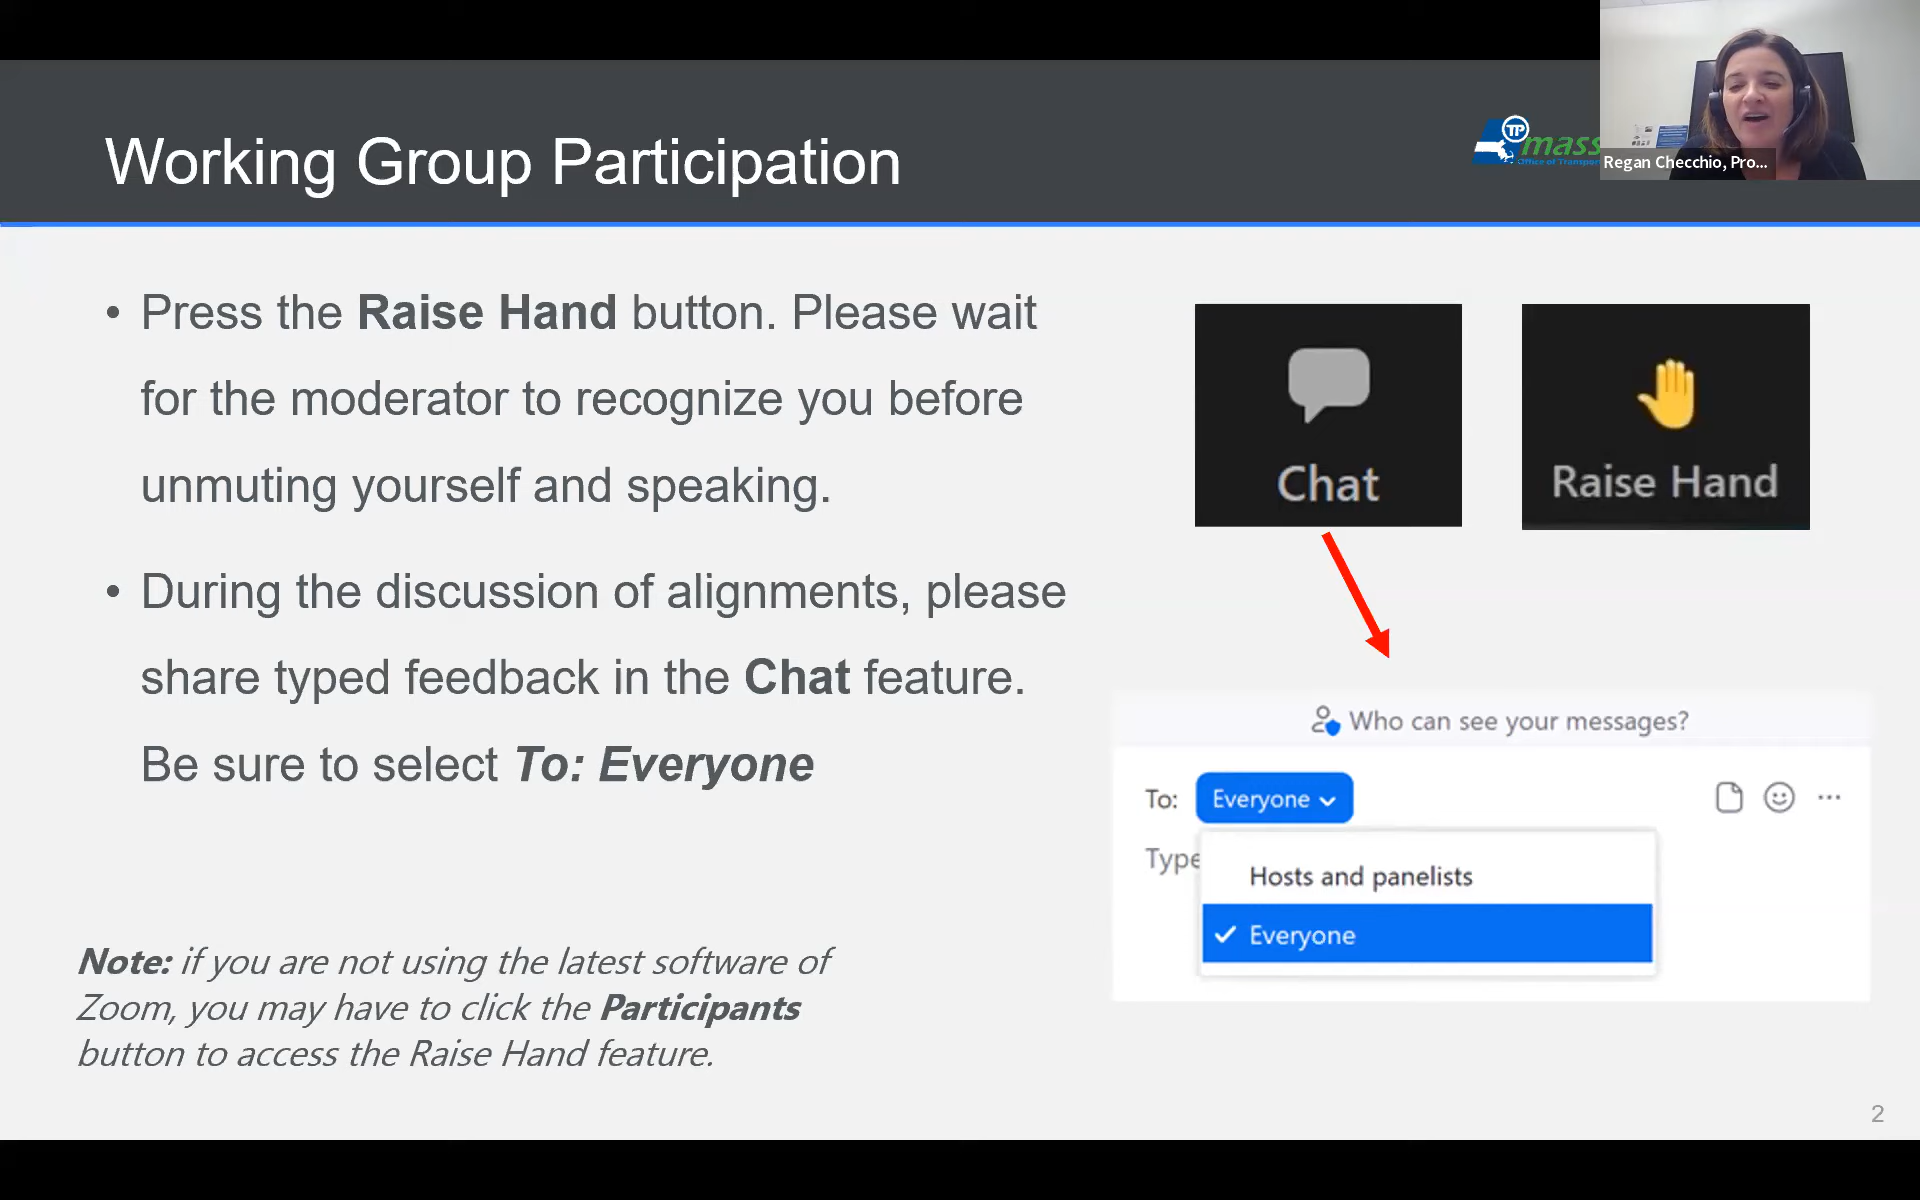 Working Group Participation
TP
mass
Office of Transpor
Regan Checchio, Pro...
• Press the Raise Hand button. Please wait
for the moderator to recognize you before
unmuting yourself and speaking.
• During the discussion of alignments, please
share typed feedback in the Chat feature.
Be sure to select To: Everyone
Note: if you are not using the latest software of
Zoom, you may have to click the Participants
button to access the Raise Hand feature.
Chat
Raise Hand
Who can see your messages?
To: Everyone
Type
Hosts and panelists
Everyone
2